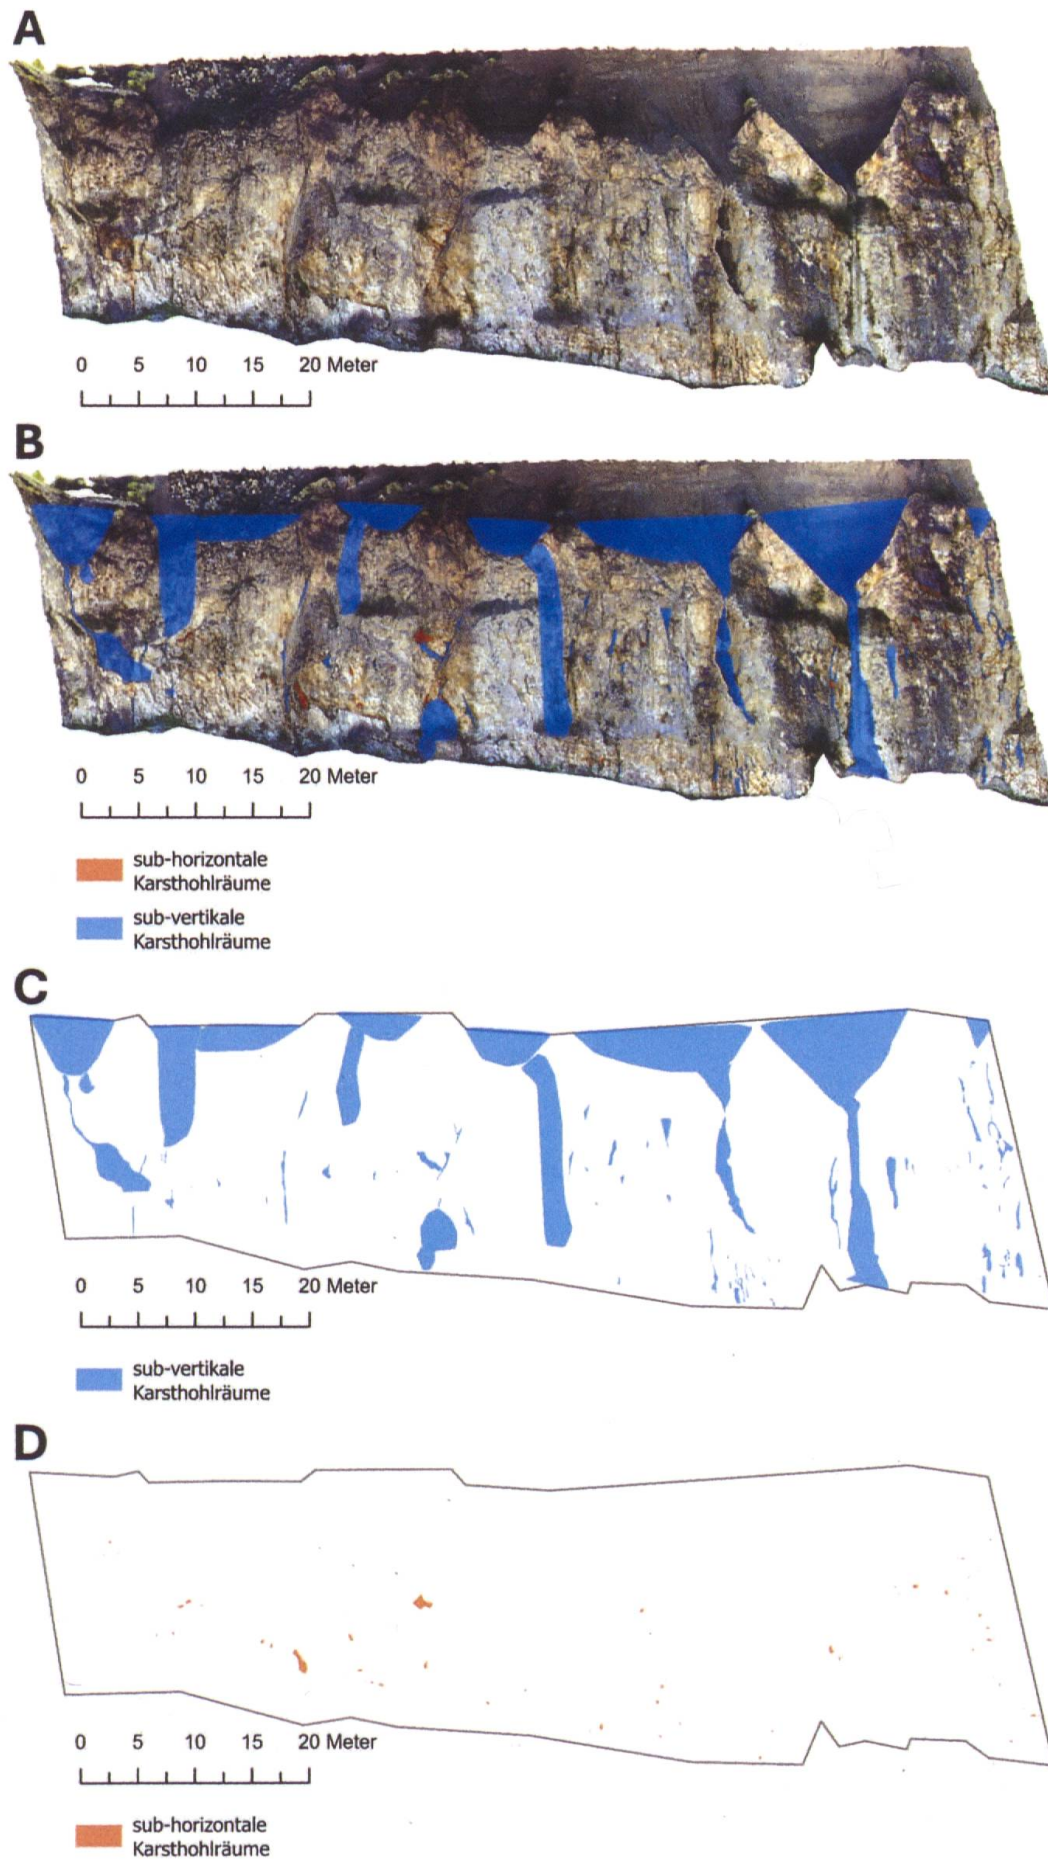 A
0 5 10 15 20 Meter
B
0 5 10 15 20 Meter
sub-horizontale
Karsthohlräume
sub-vertikale
Karsthohlräume
C
0 5 10 15 20 Meter
sub-vertikale
Karsthohlräume
D
0 5 10 15 20 Meter
sub-horizontale
Karsthohlräume